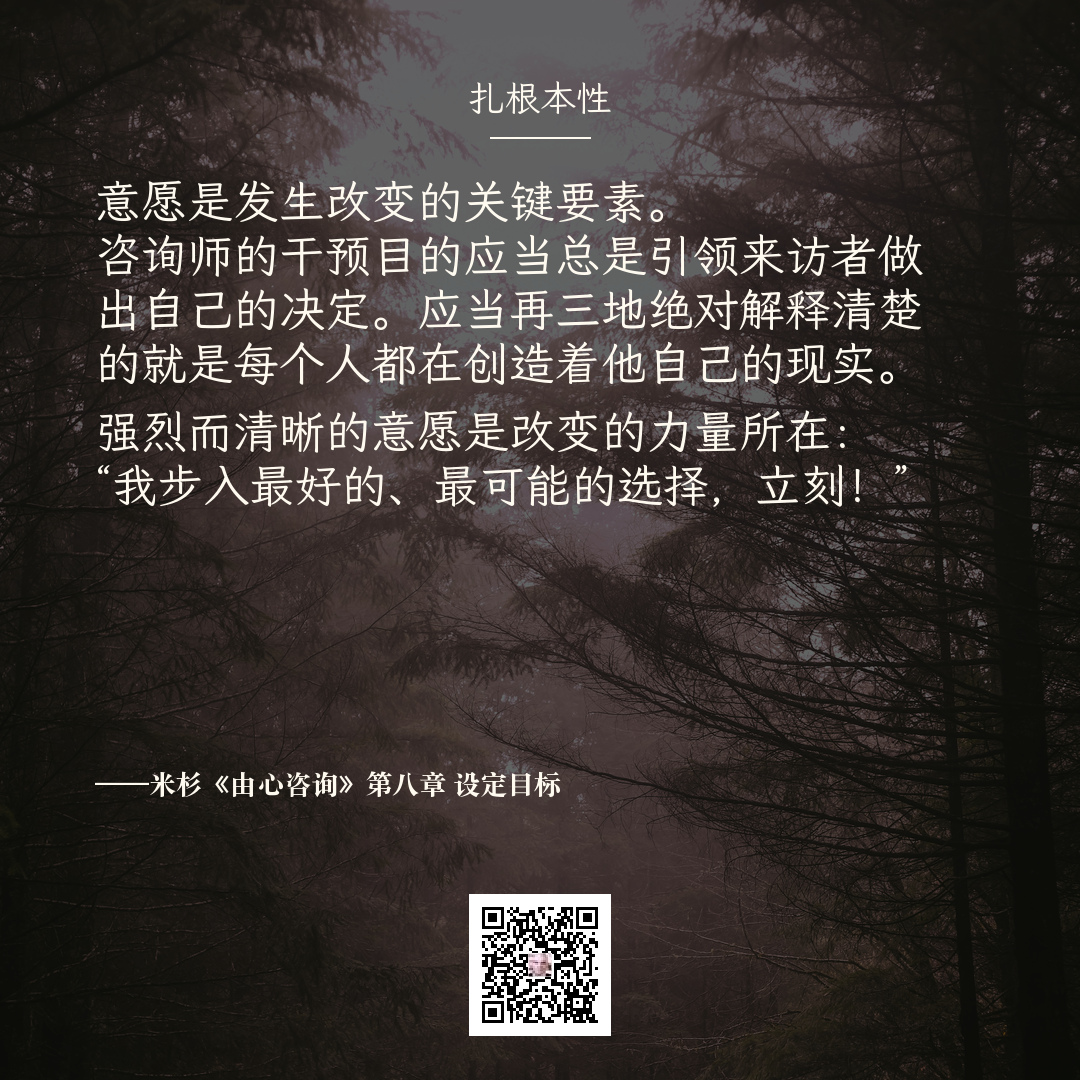 扎根本性
意愿是发生改变的关键要素。
咨询师的干预目的应当总是引领来访者做
出自己的决定。应当再三地绝对解释清楚
的就是每个人都在创造着他自己的现实。
强烈而清晰的意愿是改变的力量所在：
“我步入最好的、最可能的选择，立刻！”
——米杉《由心咨询》第八章 设定目标